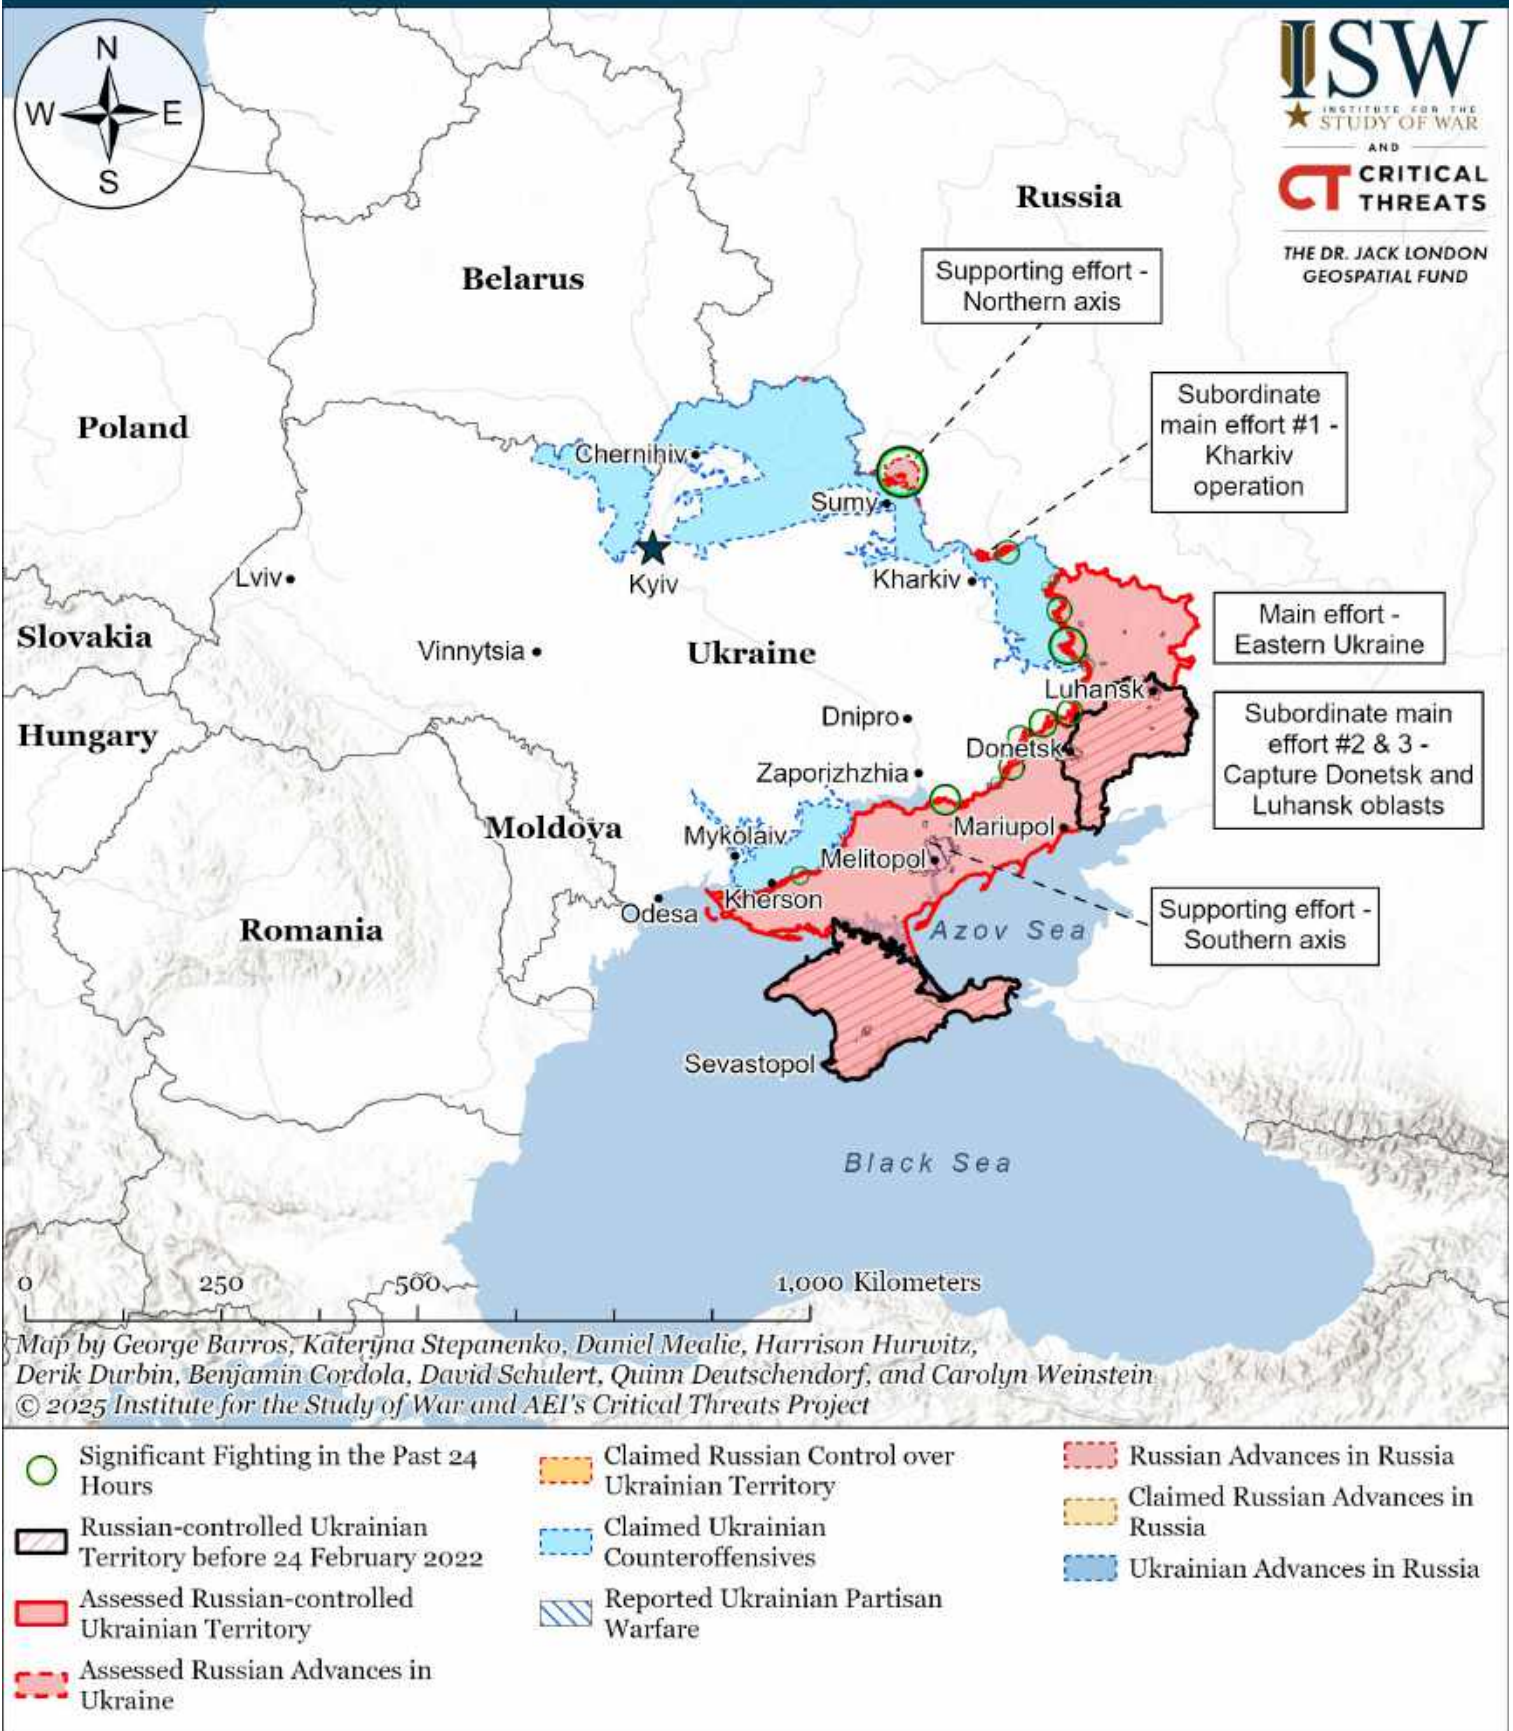 N
W
E
S
ISW
INSTITUTE FOR THE
STUDY OF WAR
AND
CT CRITICAL
THREATS
THE DR. JACK LONDON
GEOSPATIAL FUND
Russia
Supporting effort -
Northern axis
Belarus
Subordinate
main effort #1 -
Kharkiv
operation
Poland
Chernihiv
Sumy
Lviv
Kyiv
Kharkiv
Slovakia
Main effort -
Eastern Ukraine
Vinnytsia
Ukraine
Luhansk
Hungary
Dnipro
Donetsk
Subordinate main
effort #2 & 3 -
Capture Donetsk and
Luhansk oblasts
Zaporizhzhia
Moldova
Mykolaiv
Mariupol
Melitopol
Kherson
Odesa
Romania
Azov Sea
Supporting effort -
Southern axis
Sevastopol
Black Sea
0
250
500
1,000 Kilometers
Map by George Barros, Kateryna Stepanenko, Daniel Mealie, Harrison Hurwitz,
Derik Durbin, Benjamin Cordola, David Schulert, Quinn Deutschendorf, and Carolyn Weinstein
© 2025 Institute for the Study of War and AEI's Critical Threats Project
Significant Fighting in the Past 24
Hours
Russian-controlled Ukrainian
Territory before 24 February 2022
Assessed Russian-controlled
Ukrainian Territory
Assessed Russian Advances in
Ukraine
Claimed Russian Control over
Ukrainian Territory
Claimed Ukrainian
Counteroffensives
Reported Ukrainian Partisan
Warfare
Russian Advances in Russia
Claimed Russian Advances in
Russia
Ukrainian Advances in Russia